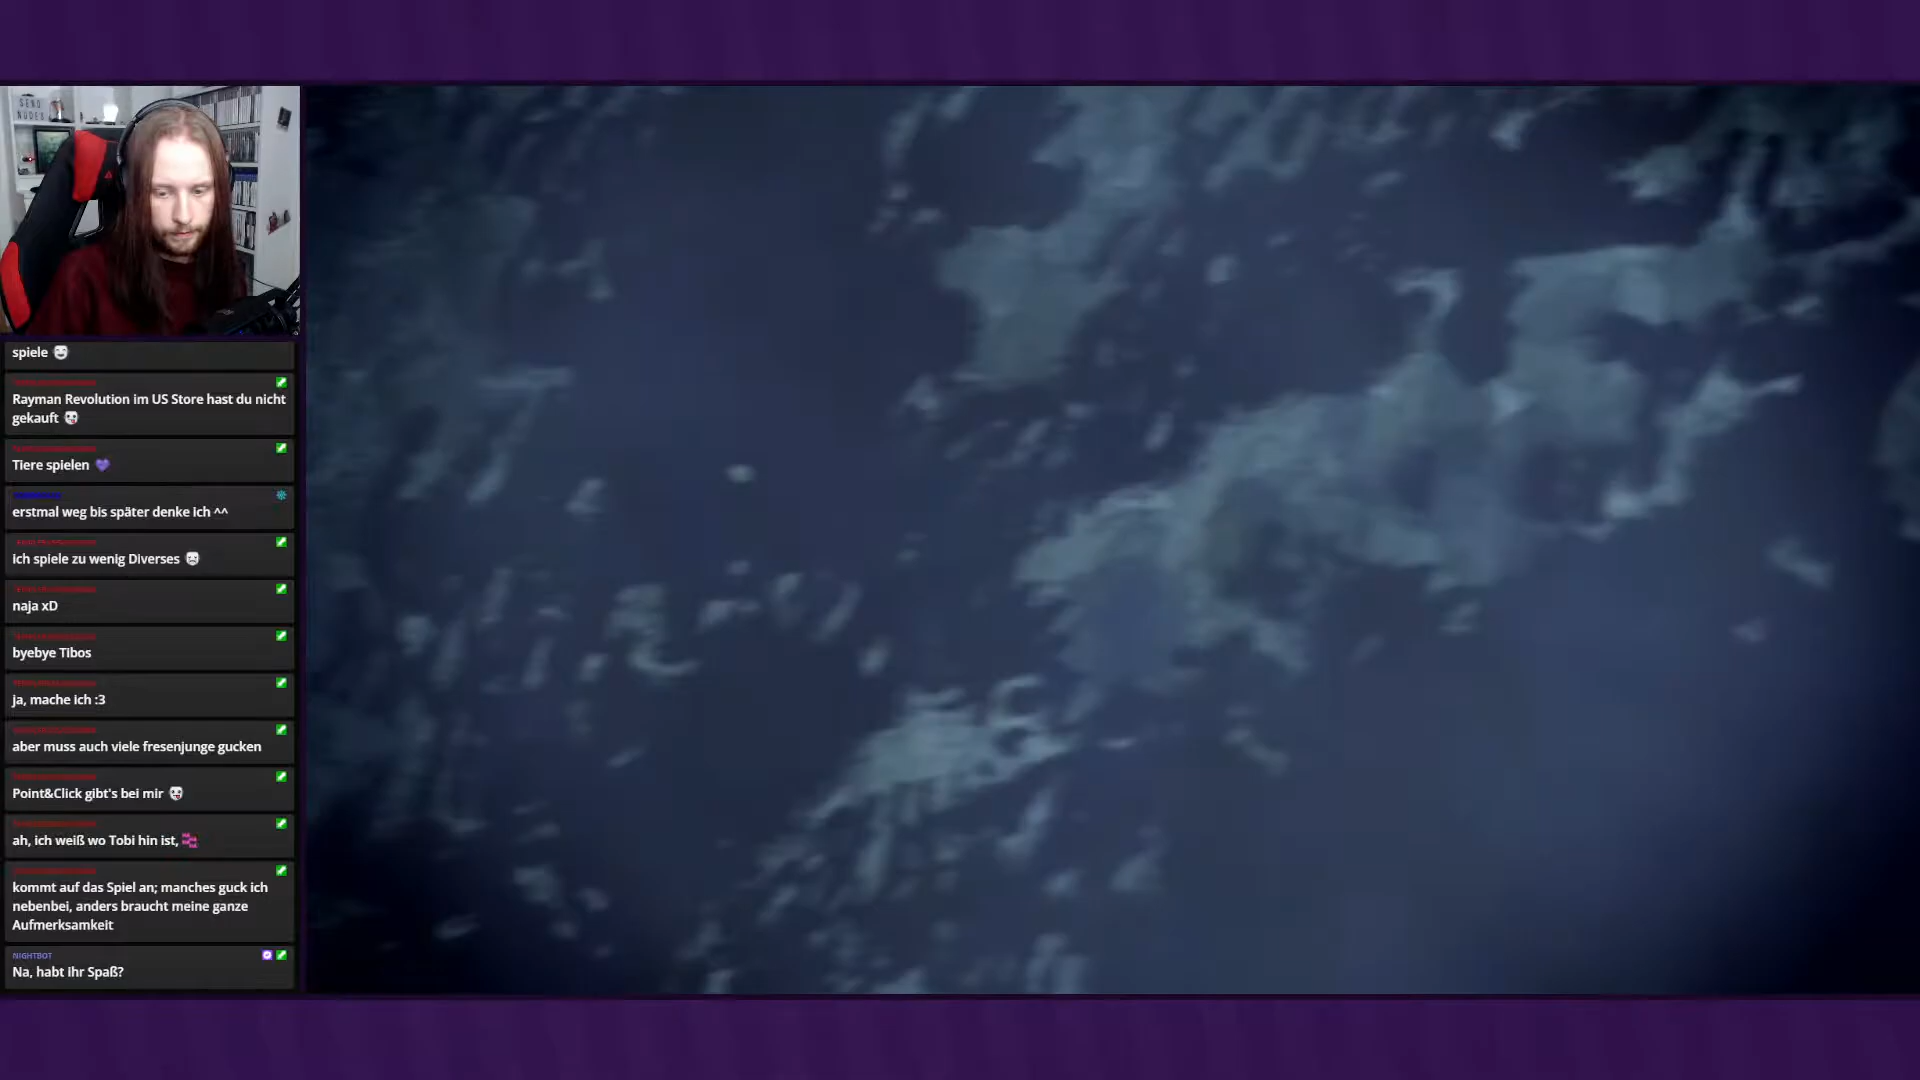 SEND
NUDES
spiele
Rayman Revolution im US Store hast du nicht
gekauft
Tiere spielen
erstmal weg bis später denke ich ^^
ich spiele zu wenig Diverses
naja xD
byebye Tibos
ja, mache ich :3
aber muss auch viele fresenjunge gucken
Point&Click gibt's bei mir
ah, ich weiß wo Tobi hin ist,
kommt auf das Spiel an; manches guck ich
nebenbei, anders braucht meine ganze
Aufmerksamkeit
NIGHTBOT
Na, habt ihr Spaß?